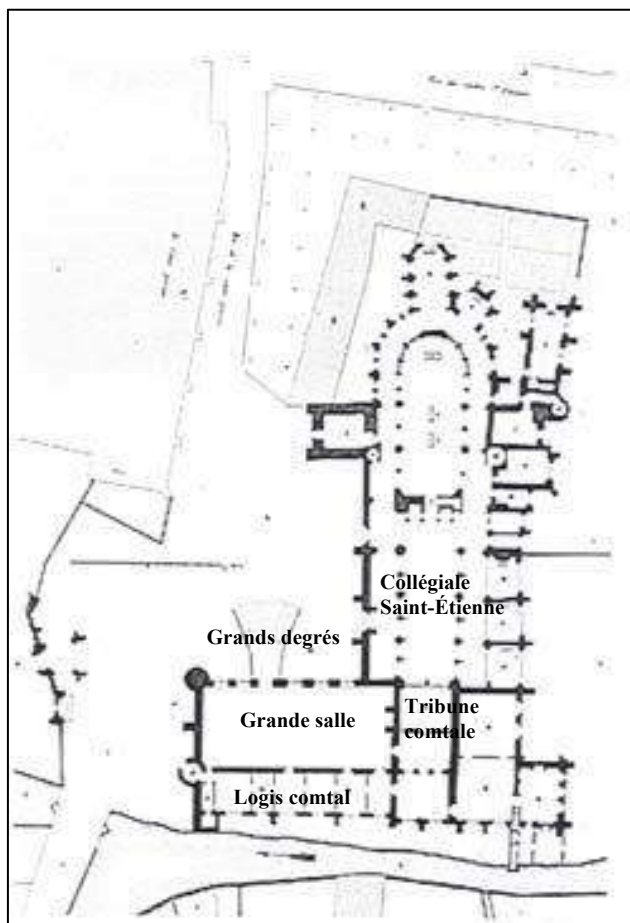 Collégiale
Saint-Étienne
Grands degrés
Grande salle
Tribune
comtale
Logis comtal